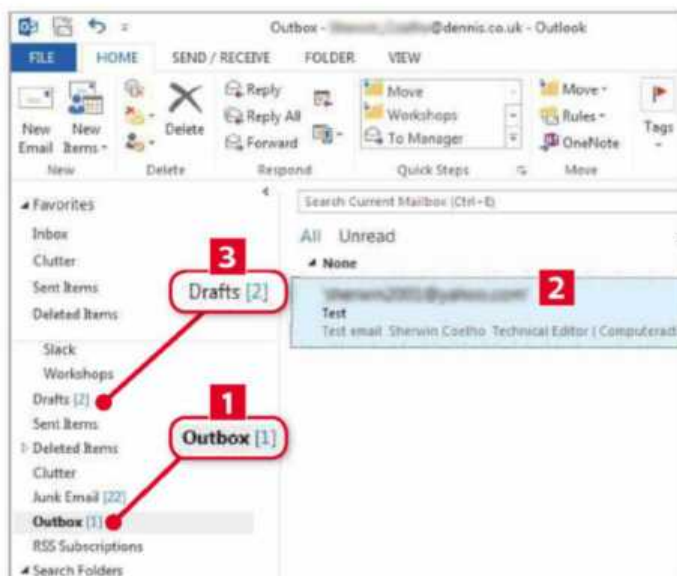 Outbox - @dennis.co.uk - Outlook
FILE HOME SEND / RECEIVE FOLDER VIEW
New Email
New Items
Delete
Reply
Reply All
Forward
Move
Workshops
To Manager
Move
Rules
OneNote
Tags
New Delete Respond Quick Steps Move
Favorites
Inbox
Clutter
Sent Items
Deleted Items
Slack
Workshops
Drafts [2]
Sent Items
Deleted Items
Clutter
Junk Email [22]
Outbox [1]
RSS Subscriptions
Search Folders
3
Drafts [2]
1
Outbox [1]
Search Current Mailbox (Ctrl+E)
All Unread
None
2
Test
Test email Sherwin Coelho Technical Editor | Computeract